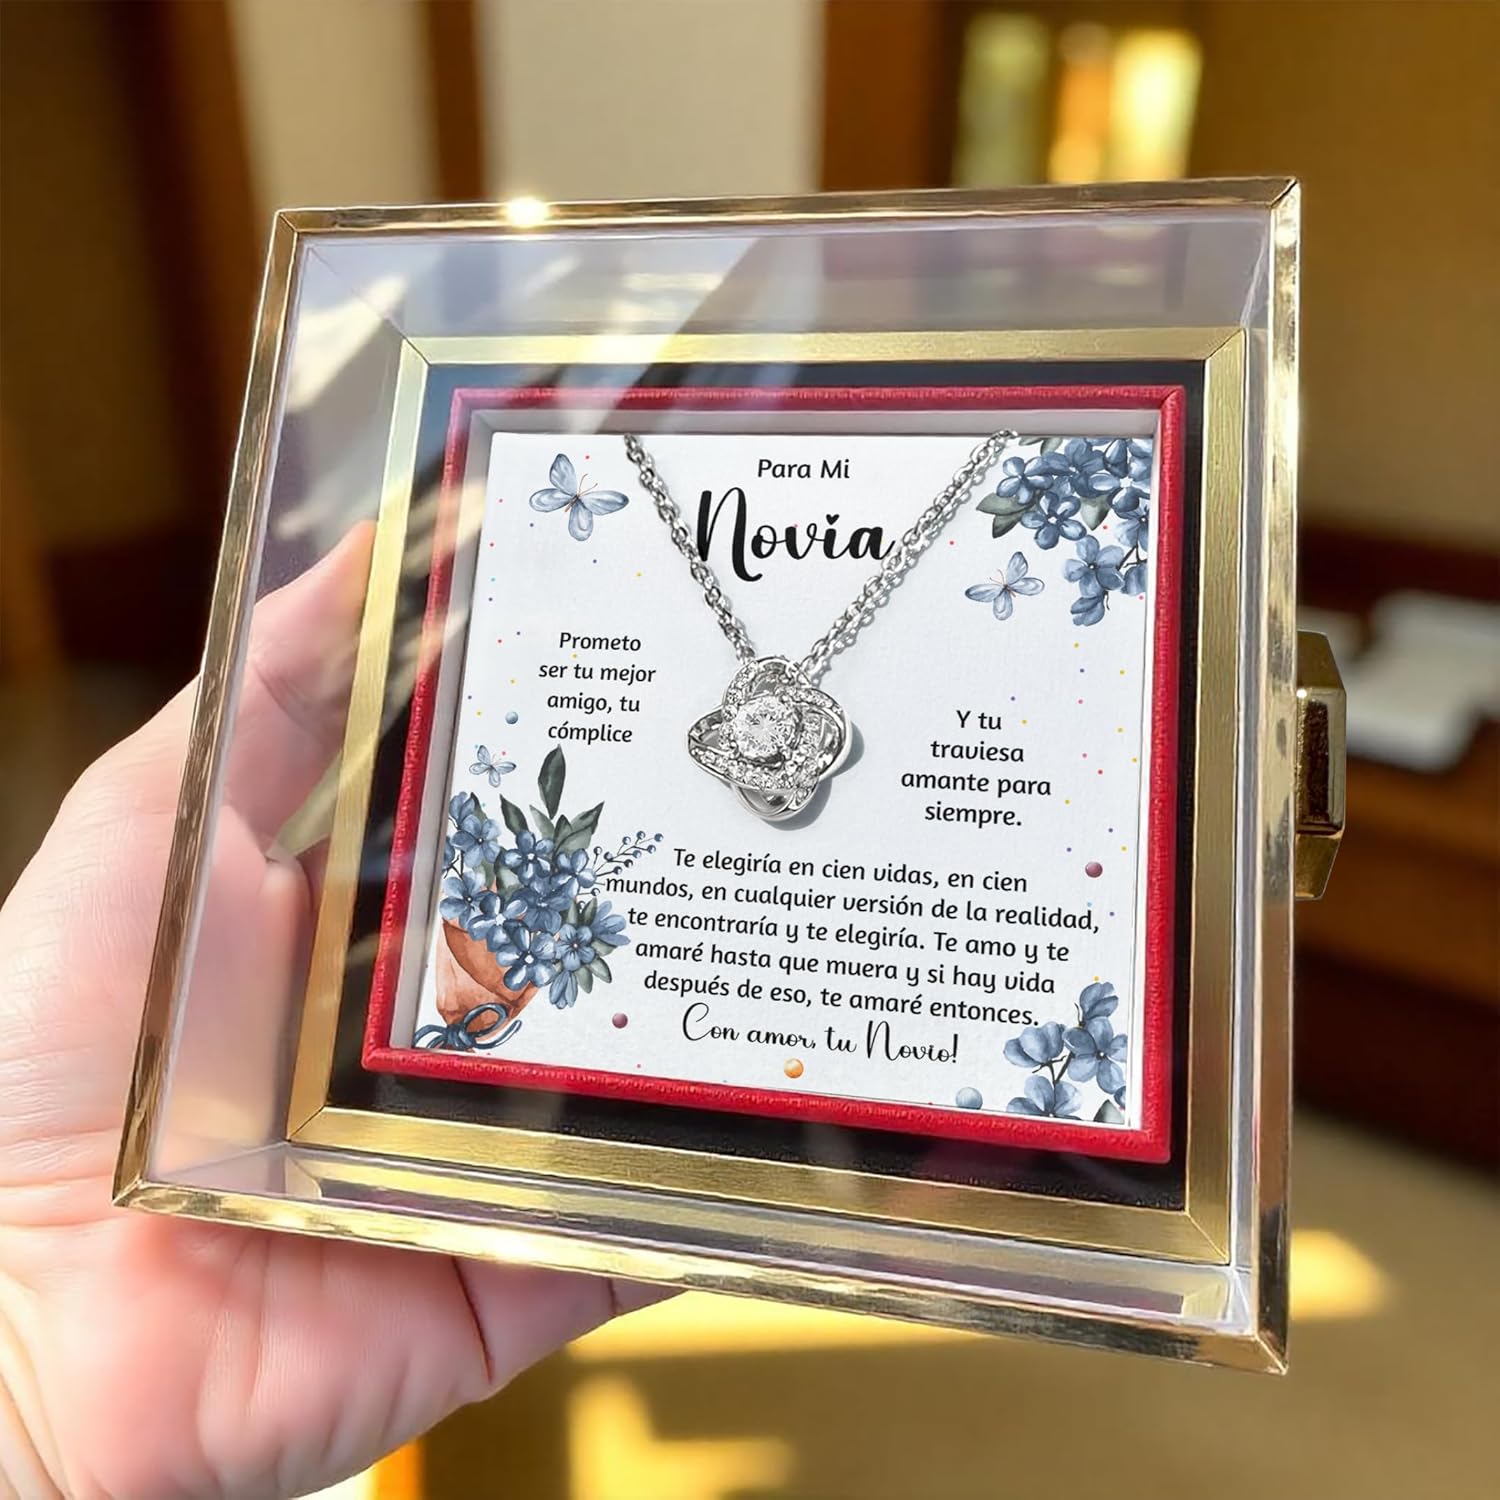 Para Mi
Novia
Prometo
ser tu mejor
amigo, tu
cómplice
Y tu
traviesa
amante para
siempre.
Te elegiría en cien vidas, en cien
mundos, en cualquier versión de la realidad,
te encontraría y te elegiría. Te amo y te
amaré hasta que muera y si hay vida
después de eso, te amaré entonces.
Con amor, tu Novio!